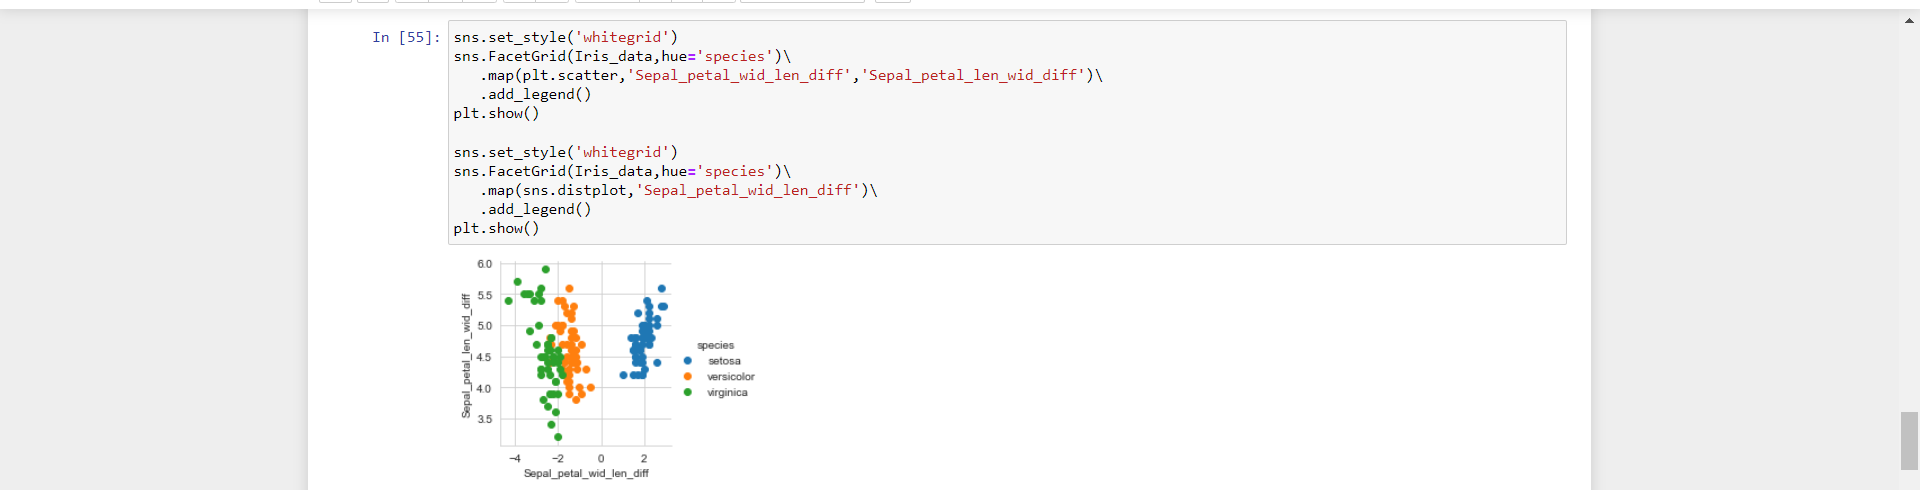 In [55]:
sns.set_style('whitegrid')
sns.FacetGrid(Iris_data,hue='species')\
   .map(plt.scatter,'Sepal_petal_wid_len_diff','Sepal_petal_len_wid_diff')\
   .add_legend()
plt.show()
sns.set_style('whitegrid')
sns.FacetGrid(Iris_data,hue='species')\
   .map(sns.distplot,'Sepal_petal_wid_len_diff')\
   .add_legend()
plt.show()
Sepal_petal_len_wid_diff
6.0
5.5
5.0
4.5
4.0
3.5
−4 −2 0 2
Sepal_petal_wid_len_diff
species
setosa
versicolor
virginica